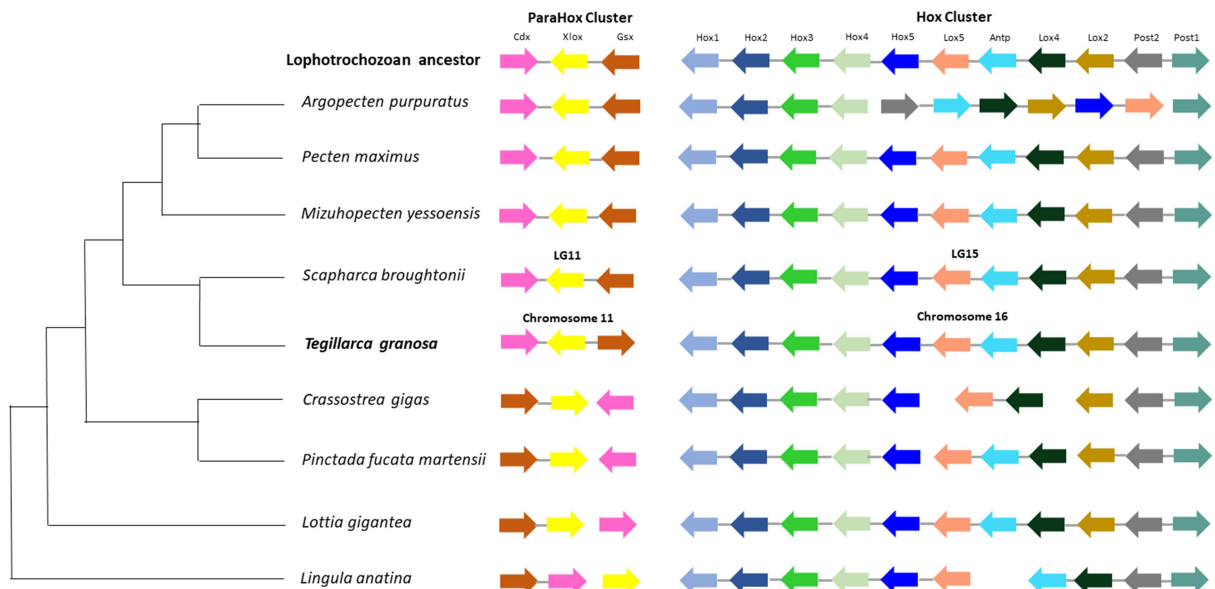 ParaHox Cluster Hox Cluster
Cdx Xlox Gsx Hox1 Hox2 Hox3 Hox4 Hox5 Lox5 Antp Lox4 Lox2 Post2 Post1
Lophotrochozoan ancestor
Argopecten purpuratus
Pecten maximus
Mizuhopecten yessoensis
LG11 LG15
Scapharca broughtonii
Chromosome 11 Chromosome 16
Tegillarca granosa
Crassostrea gigas
Pinctada fucata martensii
Lottia gigantea
Lingula anatina